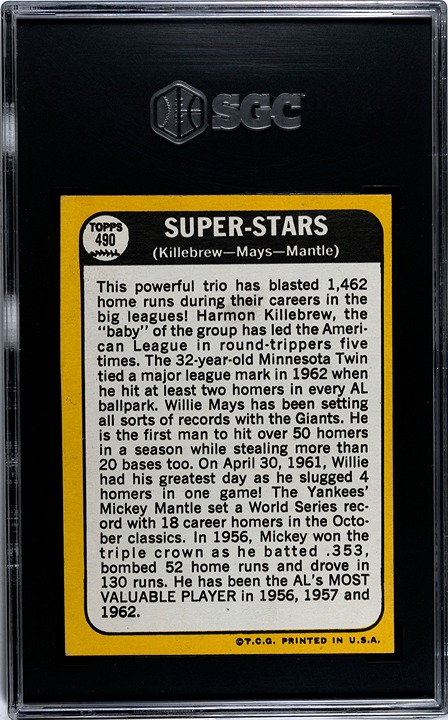 SGC
TOPPS
490
SUPER-STARS
(Killebrew—Mays—Mantle)
This powerful trio has blasted 1,462
home runs during their careers in the
big leagues! Harmon Killebrew, the
"baby" of the group has led the Ameri-
can League in round-trippers five
times. The 32-year-old Minnesota Twin
tied a major league mark in 1962 when
he hit at least two homers in every AL
ballpark. Willie Mays has been setting
all sorts of records with the Giants. He
is the first man to hit over 50 homers
in a season while stealing more than
than 20 bases too. On April 30, 1961, Willie
had his greatest day as he slugged 4
homers in one game! The Yankees'
Mickey Mantle set a World Series rec-
ord with 18 career homers in the Octo-
ber classics. In 1956, Mickey won the
triple crown as he batted .353,
bombed 52 home runs and drove in
130 runs. He has been the AL's MOST
VALUABLE PLAYER in 1956, 1957 and
1962.
©T.C.G. PRINTED IN U.S.A.